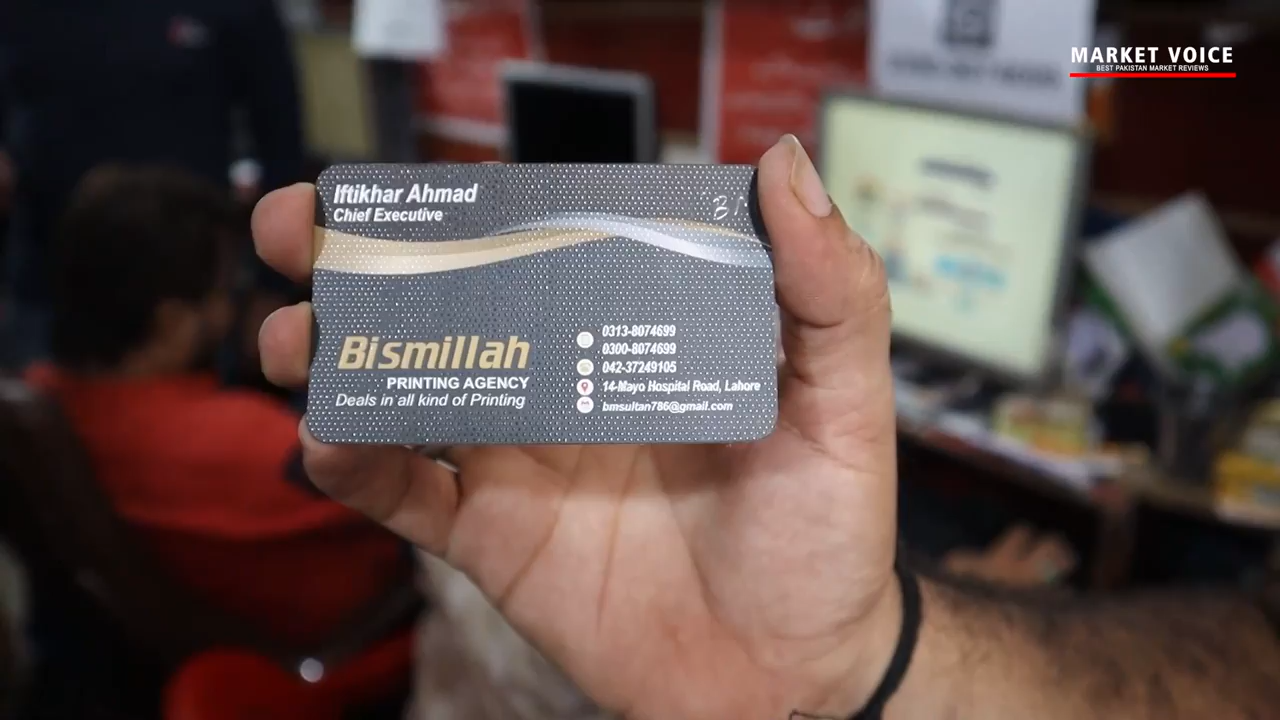 MARKET VOICE
BEST PAKISTAN MARKET REVIEWS
Iftikhar Ahmad
Chief Executive
Bismillah
PRINTING AGENCY
Deals in all kind of Printing
0313-8074699
0300-8074699
042-37249105
14-Mayo Hospital Road, Lahore
bmsultan786@gmail.com